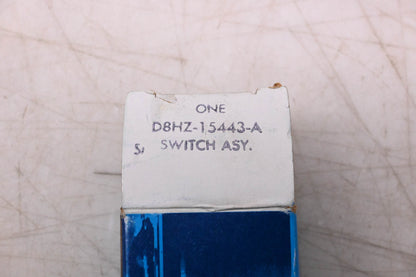 ONE
D8HZ-15443-A
SWITCH ASY.